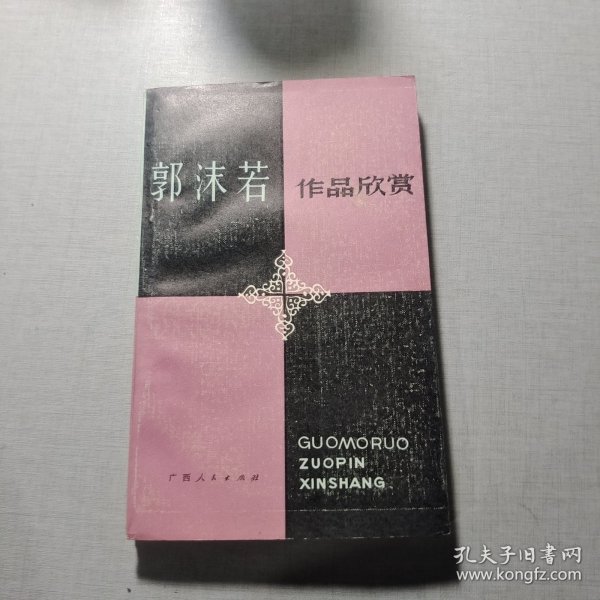 郭沫若 作品欣赏
GUOMORUO
ZUOPIN
XINSHANG
广西人民出版社
孔夫子旧书网
www.kongfz.com